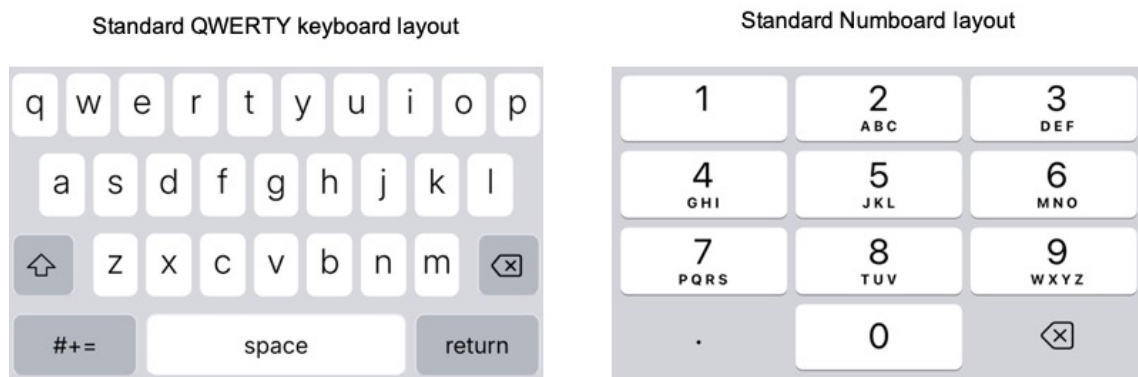 Standard QWERTY keyboard layout
q w e r t y u i o p
a s d f g h j k l
z x c v b n m
#+= space return
Standard Numboard layout
1 2 3
ABC DEF
4 5 6
GHI JKL MNO
7 8 9
PQRS TUV WXYZ
. 0